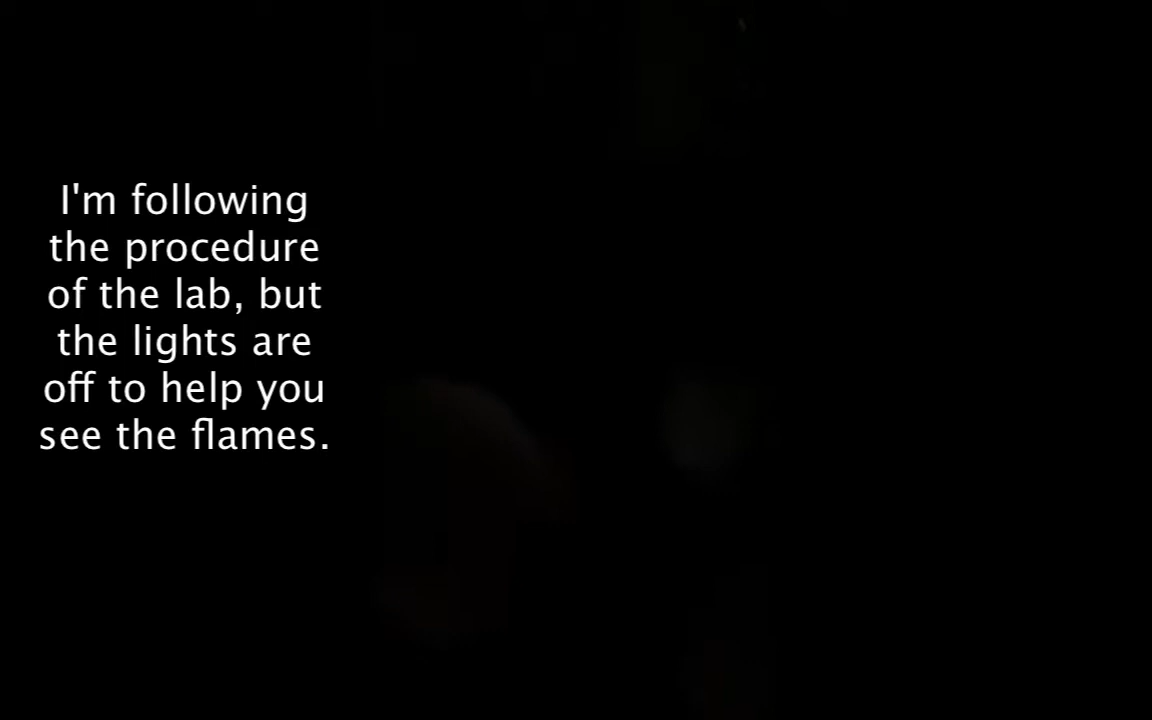 I'm following
the procedure
of the lab, but
the lights are
off to help you
see the flames.